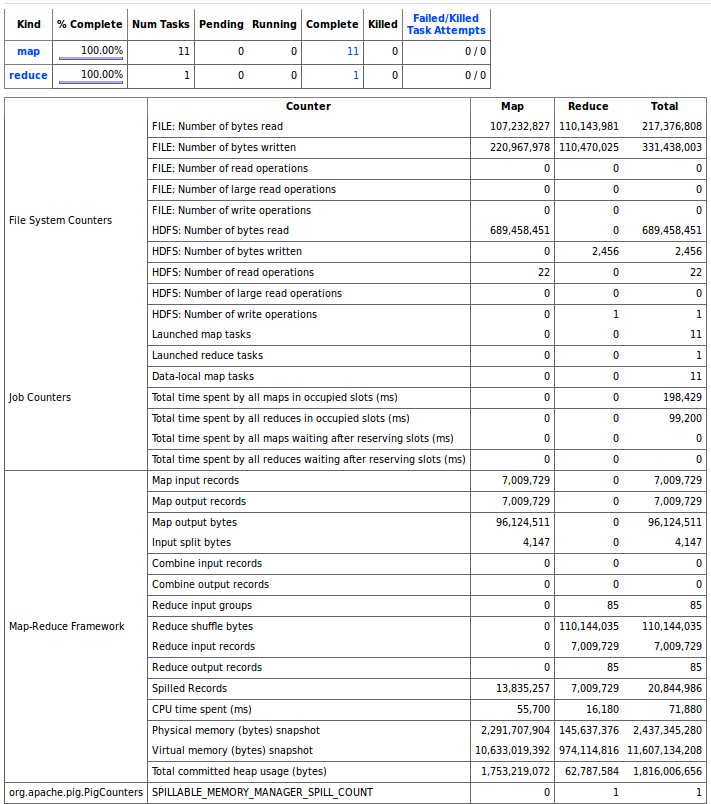 Kind % Complete Num Tasks Pending Running Complete Killed Failed/Killed Task Attempts
map 100.00% 11 0 0 11 0 0 / 0
reduce 100.00% 1 0 0 1 0 0 / 0
Counter Map Reduce Total
File System Counters
FILE: Number of bytes read 107,232,827 110,143,981 217,376,808
FILE: Number of bytes written 220,967,978 110,470,025 331,438,003
FILE: Number of read operations 0 0 0
FILE: Number of large read operations 0 0 0
FILE: Number of write operations 0 0 0
HDFS: Number of bytes read 689,458,451 0 689,458,451
HDFS: Number of bytes written 0 2,456 2,456
HDFS: Number of read operations 22 0 22
HDFS: Number of large read operations 0 0 0
HDFS: Number of write operations 0 1 1
Job Counters
Launched map tasks 0 0 11
Launched reduce tasks 0 0 1
Data-local map tasks 0 0 11
Total time spent by all maps in occupied slots (ms) 0 0 198,429
Total time spent by all reduces in occupied slots (ms) 0 0 99,200
Total time spent by all maps waiting after reserving slots (ms) 0 0 0
Total time spent by all reduces waiting after reserving slots (ms) 0 0 0
Map-Reduce Framework
Map input records 7,009,729 0 7,009,729
Map output records 7,009,729 0 7,009,729
Map output bytes 96,124,511 0 96,124,511
Input split bytes 4,147 0 4,147
Combine input records 0 0 0
Combine output records 0 0 0
Reduce input groups 0 85 85
Reduce shuffle bytes 0 110,144,035 110,144,035
Reduce input records 0 7,009,729 7,009,729
Reduce output records 0 85 85
Spilled Records 13,835,257 7,009,729 20,844,986
CPU time spent (ms) 55,700 16,180 71,880
Physical memory (bytes) snapshot 2,291,707,904 145,637,376 2,437,345,280
Virtual memory (bytes) snapshot 10,633,019,392 974,114,816 11,607,134,208
Total committed heap usage (bytes) 1,753,219,072 62,787,584 1,816,006,656
org.apache.pig.PigCounters SPILLABLE_MEMORY_MANAGER_SPILL_COUNT 0 1 1